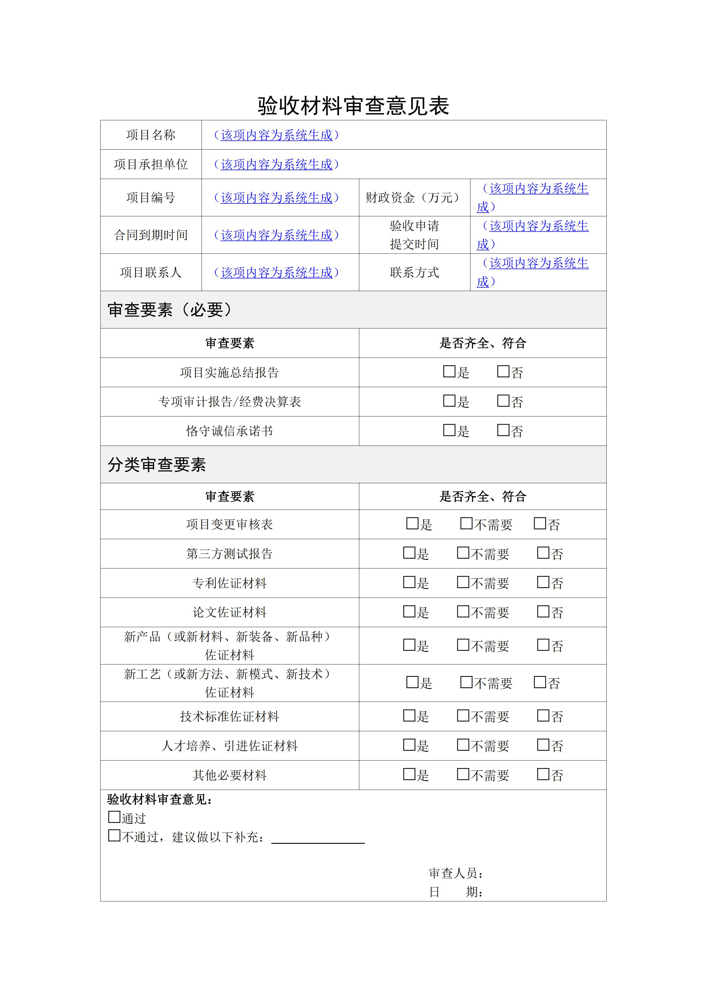 验收材料审查意见表
项目名称 （该项内容为系统生成）
项目承担单位 （该项内容为系统生成）
项目编号 （该项内容为系统生成） 财政资金（万元） （该项内容为系统生
成）
合同到期时间 （该项内容为系统生成） 验收申请
提交时间 （该项内容为系统生
成）
项目联系人 （该项内容为系统生成） 联系方式 （该项内容为系统生
成）
审查要素（必要）
审查要素 是否齐全、符合
项目实施总结报告 □是 □否
专项审计报告/经费决算表 □是 □否
恪守诚信承诺书 □是 □否
分类审查要素
审查要素 是否齐全、符合
项目变更审核表 □是 □不需要 □否
第三方测试报告 □是 □不需要 □否
专利佐证材料 □是 □不需要 □否
论文佐证材料 □是 □不需要 □否
新产品（或新材料、新装备、新品种）
佐证材料 □是 □不需要 □否
新工艺（或新方法、新模式、新技术）
佐证材料 □是 □不需要 □否
技术标准佐证材料 □是 □不需要 □否
人才培养、引进佐证材料 □是 □不需要 □否
其他必要材料 □是 □不需要 □否
验收材料审查意见：
□通过
□不通过，建议做以下补充：
审查人员：
日 期：